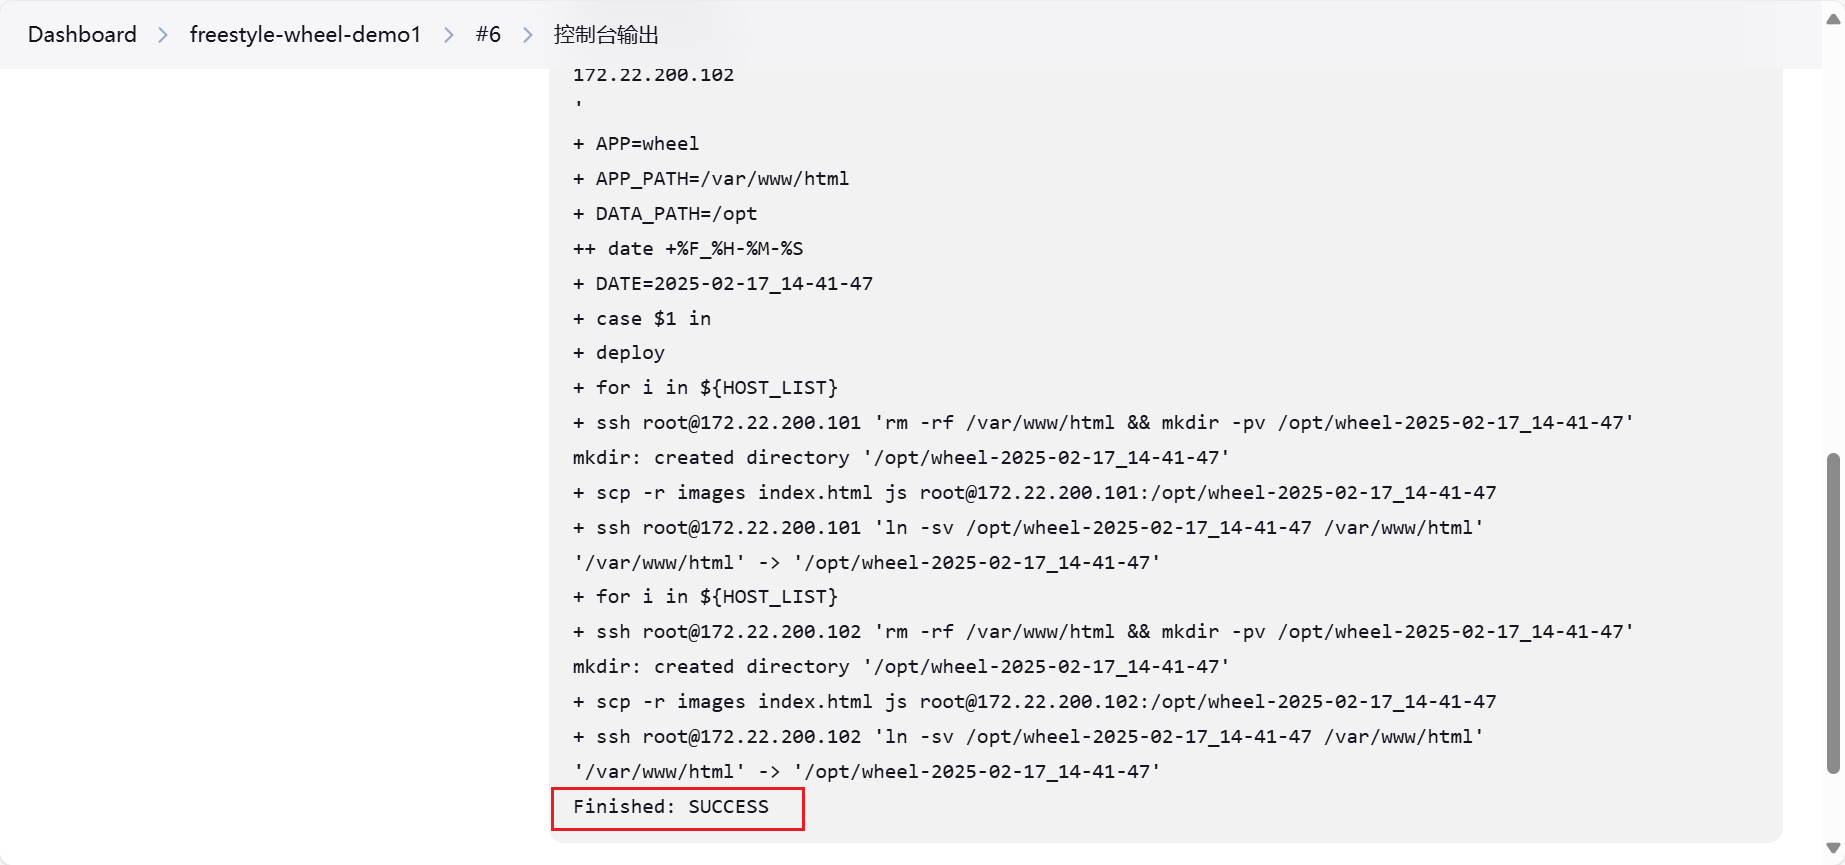 Dashboard > freestyle-wheel-demo1 > #6 > 控制台输出
172.22.200.102
'
+ APP=wheel
+ APP_PATH=/var/www/html
+ DATA_PATH=/opt
++ date +%F_%H-%M-%S
+ DATE=2025-02-17_14-41-47
+ case $1 in
+ deploy
+ for i in ${HOST_LIST}
+ ssh root@172.22.200.101 'rm -rf /var/www/html && mkdir -pv /opt/wheel-2025-02-17_14-41-47'
mkdir: created directory '/opt/wheel-2025-02-17_14-41-47'
+ scp -r images index.html js root@172.22.200.101:/opt/wheel-2025-02-17_14-41-47
+ ssh root@172.22.200.101 'ln -sv /opt/wheel-2025-02-17_14-41-47 /var/www/html'
'/var/www/html' -> '/opt/wheel-2025-02-17_14-41-47'
+ for i in ${HOST_LIST}
+ ssh root@172.22.200.102 'rm -rf /var/www/html && mkdir -pv /opt/wheel-2025-02-17_14-41-47'
mkdir: created directory '/opt/wheel-2025-02-17_14-41-47'
+ scp -r images index.html js root@172.22.200.102:/opt/wheel-2025-02-17_14-41-47
+ ssh root@172.22.200.102 'ln -sv /opt/wheel-2025-02-17_14-41-47 /var/www/html'
'/var/www/html' -> '/opt/wheel-2025-02-17_14-41-47'
Finished: SUCCESS